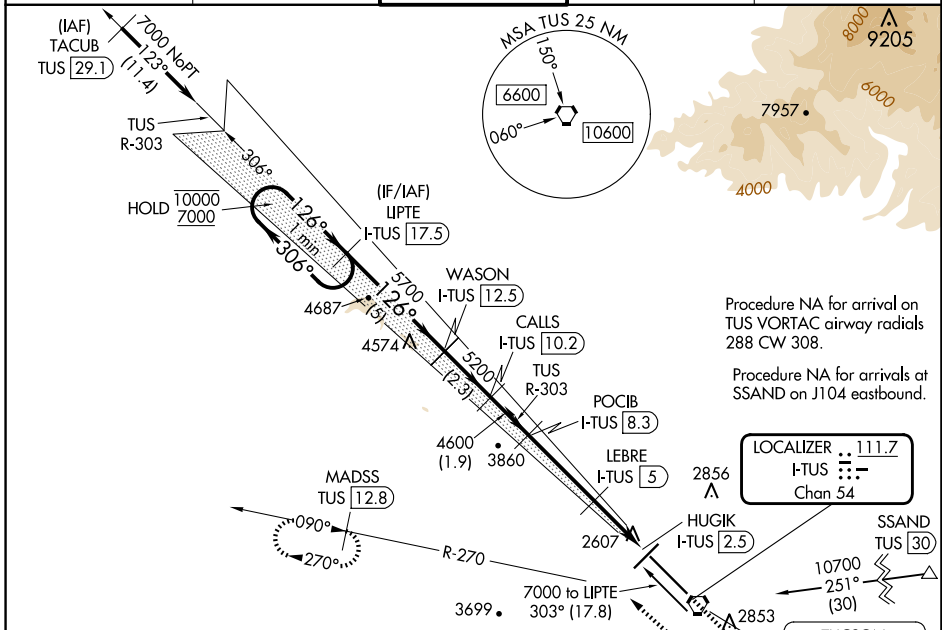 (IAF)
TACUB
TUS 29.1
7000 NoPT
123°
(11.4)
TUS
R-303
306°
HOLD 10000
7000
126°
1 min
306°
(IF/IAF)
LIPTE
I-TUS 17.5
MSA TUS 25 NM
150°
6600
060°
10600
8000
9205
6000
7957
4000
5700
126°
(5)
4687
4574
WASON
I-TUS 12.5
5200
(2.3)
CALLS
I-TUS 10.2
TUS
R-303
POCIB
I-TUS 8.3
4600
(1.9)
3860
LEBRE
I-TUS 5
Procedure NA for arrival on
TUS VORTAC airway radials
288 CW 308.
Procedure NA for arrivals at
SSAND on J104 eastbound.
LOCALIZER 111.7
I-TUS
Chan 54
2856
MADSS
TUS 12.8
090°
270°
R-270
2607
HUGIK
I-TUS 2.5
SSAND
TUS 30
10700
251°
(30)
7000 to LIPTE
303° (17.8)
3699
2853